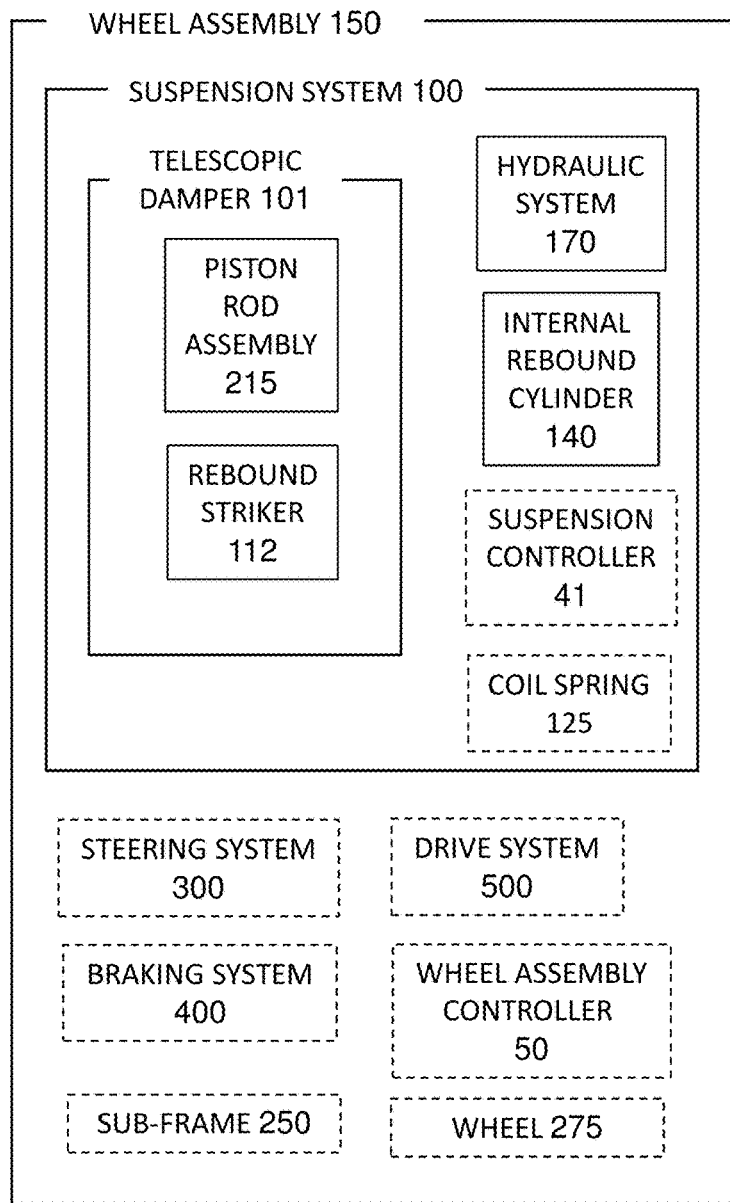 WHEEL ASSEMBLY 150
SUSPENSION SYSTEM 100
TELESCOPIC
DAMPER 101
PISTON
ROD
ASSEMBLY
215
REBOUND
STRIKER
112
HYDRAULIC
SYSTEM
170
INTERNAL
REBOUND
CYLINDER
140
SUSPENSION
CONTROLLER
41
COIL SPRING
125
STEERING SYSTEM
300
DRIVE SYSTEM
500
BRAKING SYSTEM
400
WHEEL ASSEMBLY
CONTROLLER
50
SUB-FRAME 250
WHEEL 275